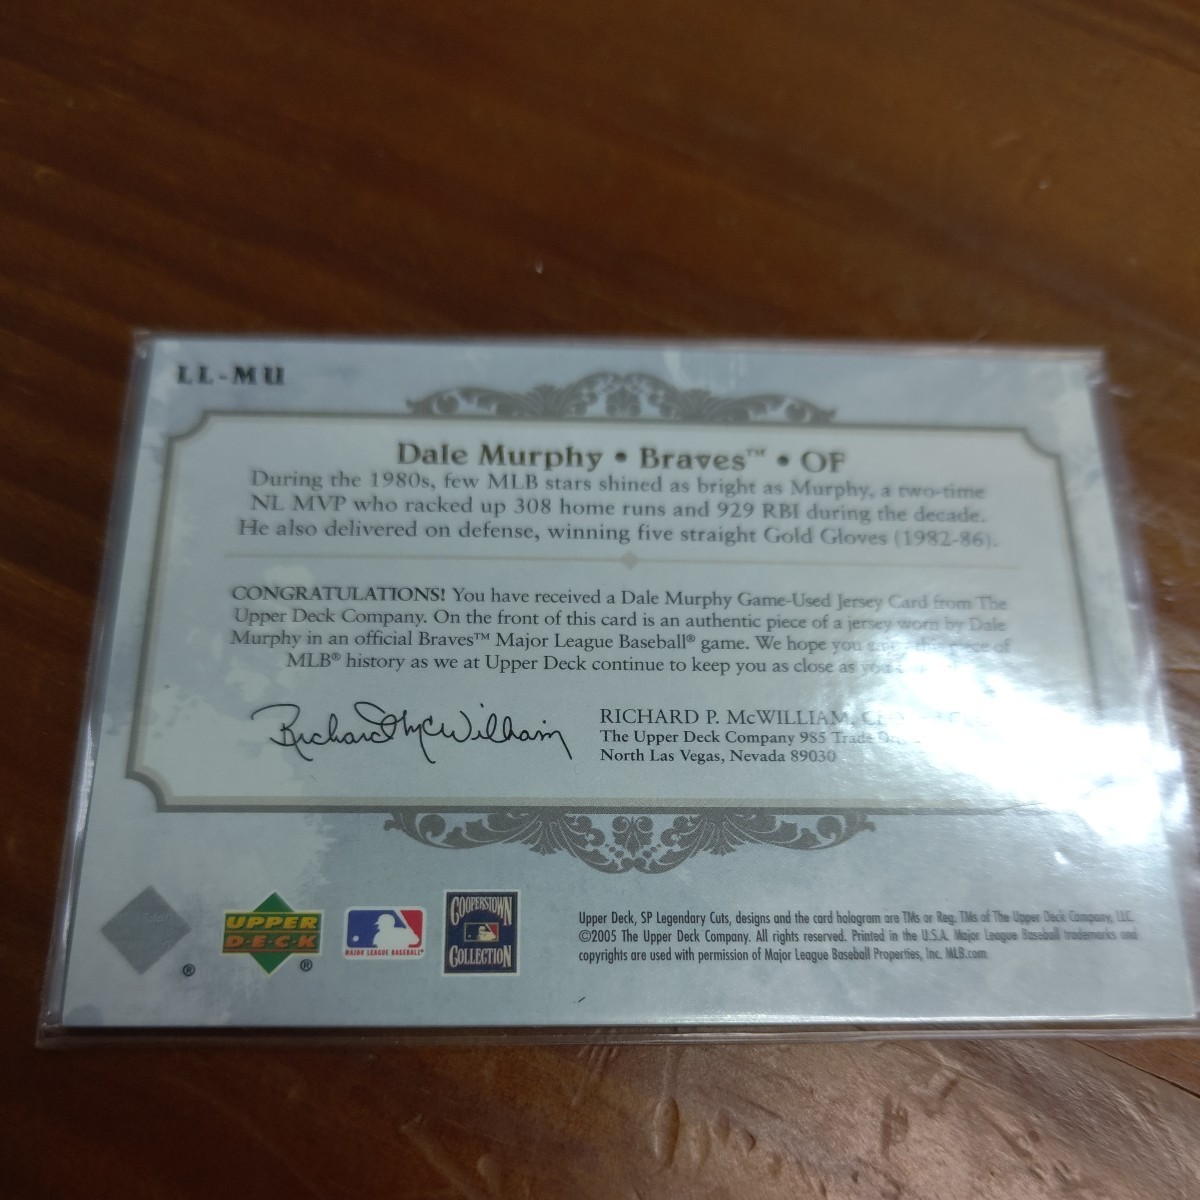 LL-MU
Dale Murphy • Braves™ • OF
During the 1980s, few MLB stars shined as bright as Murphy, a two-time
NL MVP who racked up 308 home runs and 929 RBI during the decade.
He also delivered on defense, winning five straight Gold Gloves (1982-86).
CONGRATULATIONS! You have received a Dale Murphy Game-Used Jersey Card from The
Upper Deck Company. On the front of this card is an authentic piece of a jersey worn by Dale
Murphy in an official Braves™ Major League Baseball® game. We hope you piece of
MLB® history as we at Upper Deck continue to keep you as close as
Richard McWilliam
RICHARD P. McWILLIAM,
The Upper Deck Company 985 Trade
North Las Vegas, Nevada 89030
®
UPPER
DECK
®
MAJOR LEAGUE BASEBALL®
COOPERSTOWN
COLLECTION
Upper Deck, SP Legendary Cuts, designs and the card hologram are TMs or Reg. TMs of The Upper Deck Company, LLC.
©2005 The Upper Deck Company. All rights reserved. Printed in the U.S.A. Major League Baseball trademarks and
copyrights are used with permission of Major League Baseball Properties, Inc. MLB.com